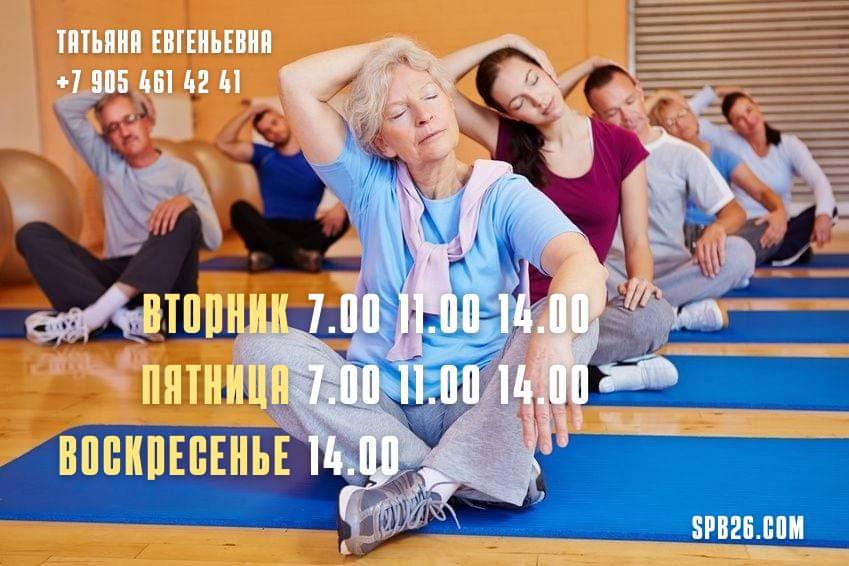 ТАТЬЯНА ЕВГЕНЬЕВНА
+7 905 461 42 41
ВТОРНИК 7.00 11.00 14.00
ПЯТНИЦА 7.00 11.00 14.00
ВОСКРЕСЕНЬЕ 14.00
SPB26.COM